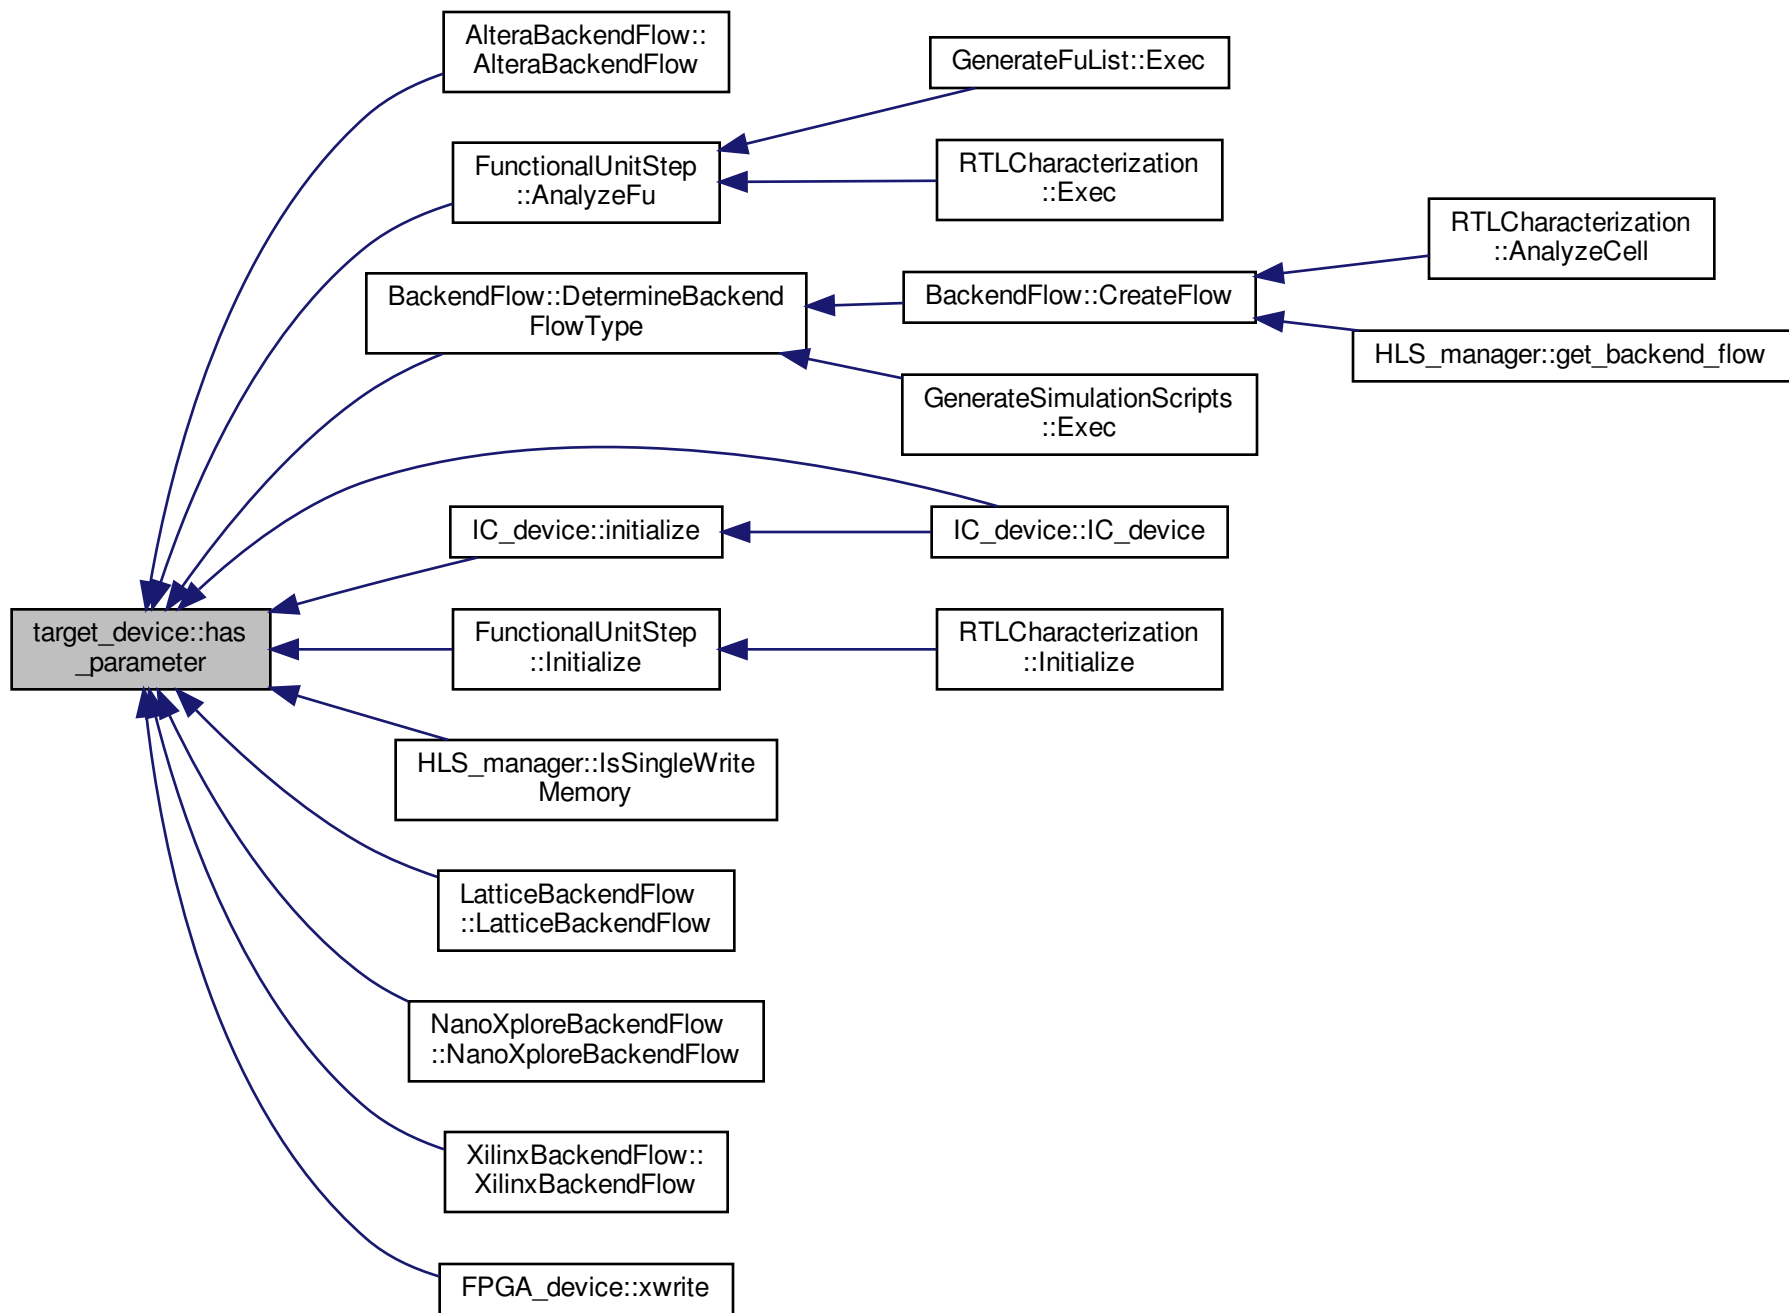 AlteraBackendFlow::
AlteraBackendFlow
GenerateFuList::Exec
FunctionalUnitStep
::AnalyzeFu
RTLCharacterization
::Exec
RTLCharacterization
::AnalyzeCell
BackendFlow::DetermineBackend
FlowType
BackendFlow::CreateFlow
HLS_manager::get_backend_flow
GenerateSimulationScripts
::Exec
IC_device::initialize
IC_device::IC_device
target_device::has
_parameter
FunctionalUnitStep
::Initialize
RTLCharacterization
::Initialize
HLS_manager::IsSingleWrite
Memory
LatticeBackendFlow
::LatticeBackendFlow
NanoXploreBackendFlow
::NanoXploreBackendFlow
XilinxBackendFlow::
XilinxBackendFlow
FPGA_device::xwrite